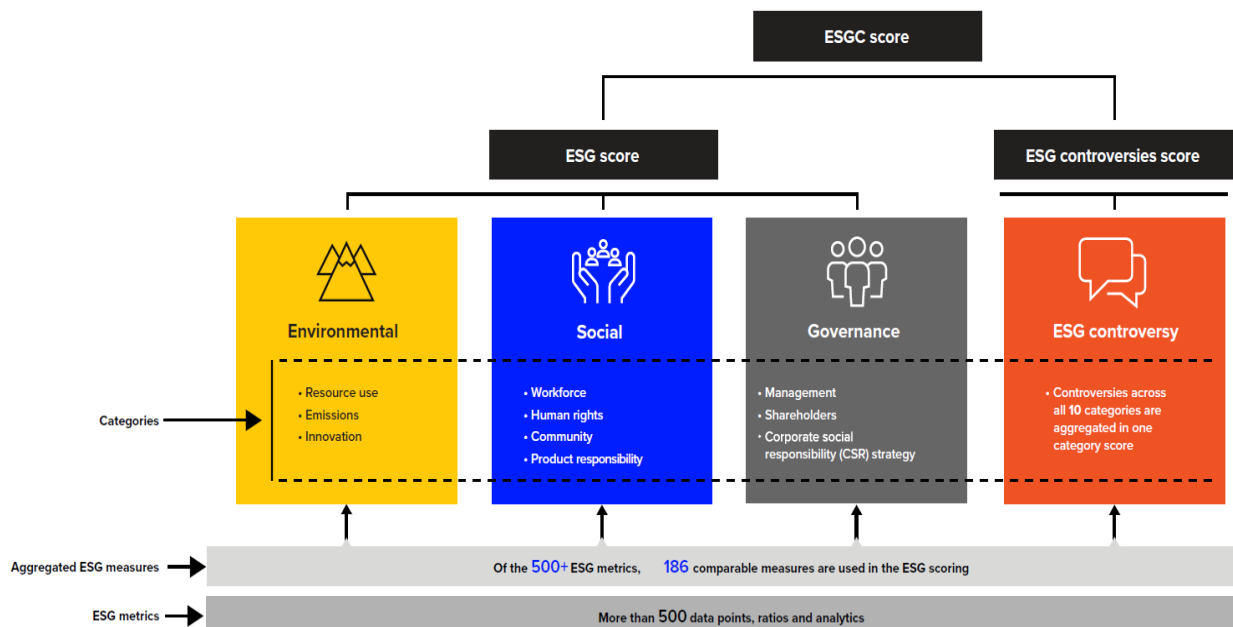 ESGC score
ESG score
ESG controversies score
Environmental
Social
Governance
ESG controversy
Categories
• Resource use
• Emissions
• Innovation
• Workforce
• Human rights
• Community
• Product responsibility
• Management
• Shareholders
• Corporate social
responsibility (CSR) strategy
• Controversies across
all 10 categories are
aggregated in one
category score
Aggregated ESG measures
Of the 500+ ESG metrics, 186 comparable measures are used in the ESG scoring
ESG metrics
More than 500 data points, ratios and analytics